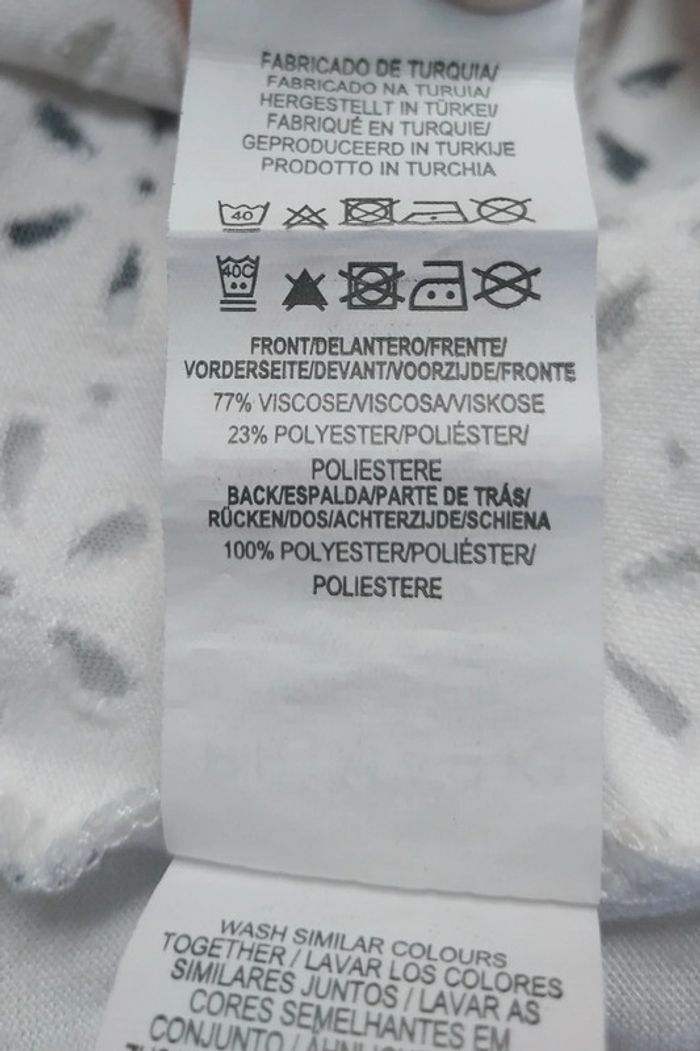 FABRICADO DE TURQUIA/
FABRICADO NA TURUIA/
HERGESTELLT IN TÜRKEI/
FABRIQUÉ EN TURQUIE/
GEPRODUCEERD IN TURKIJE
PRODOTTO IN TURCHIA
40
40C
FRONT/DELANTERO/FRENTE/
VORDERSEITE/DEVANT/VOORZIJDE/FRONTE
77% VISCOSE/VISCOSA/VISKOSE
23% POLYESTER/POLIÉSTER/
POLIESTERE
BACK/ESPALDA/PARTE DE TRÁS/
RÜCKEN/DOS/ACHTERZIJDE/SCHIENA
100% POLYESTER/POLIÉSTER/
POLIESTERE
WASH SIMILAR COLOURS
TOGETHER / LAVAR LOS COLORES
SIMILARES JUNTOS / LAVAR AS
CORES SEMELHANTES EM
CONJUNTO /